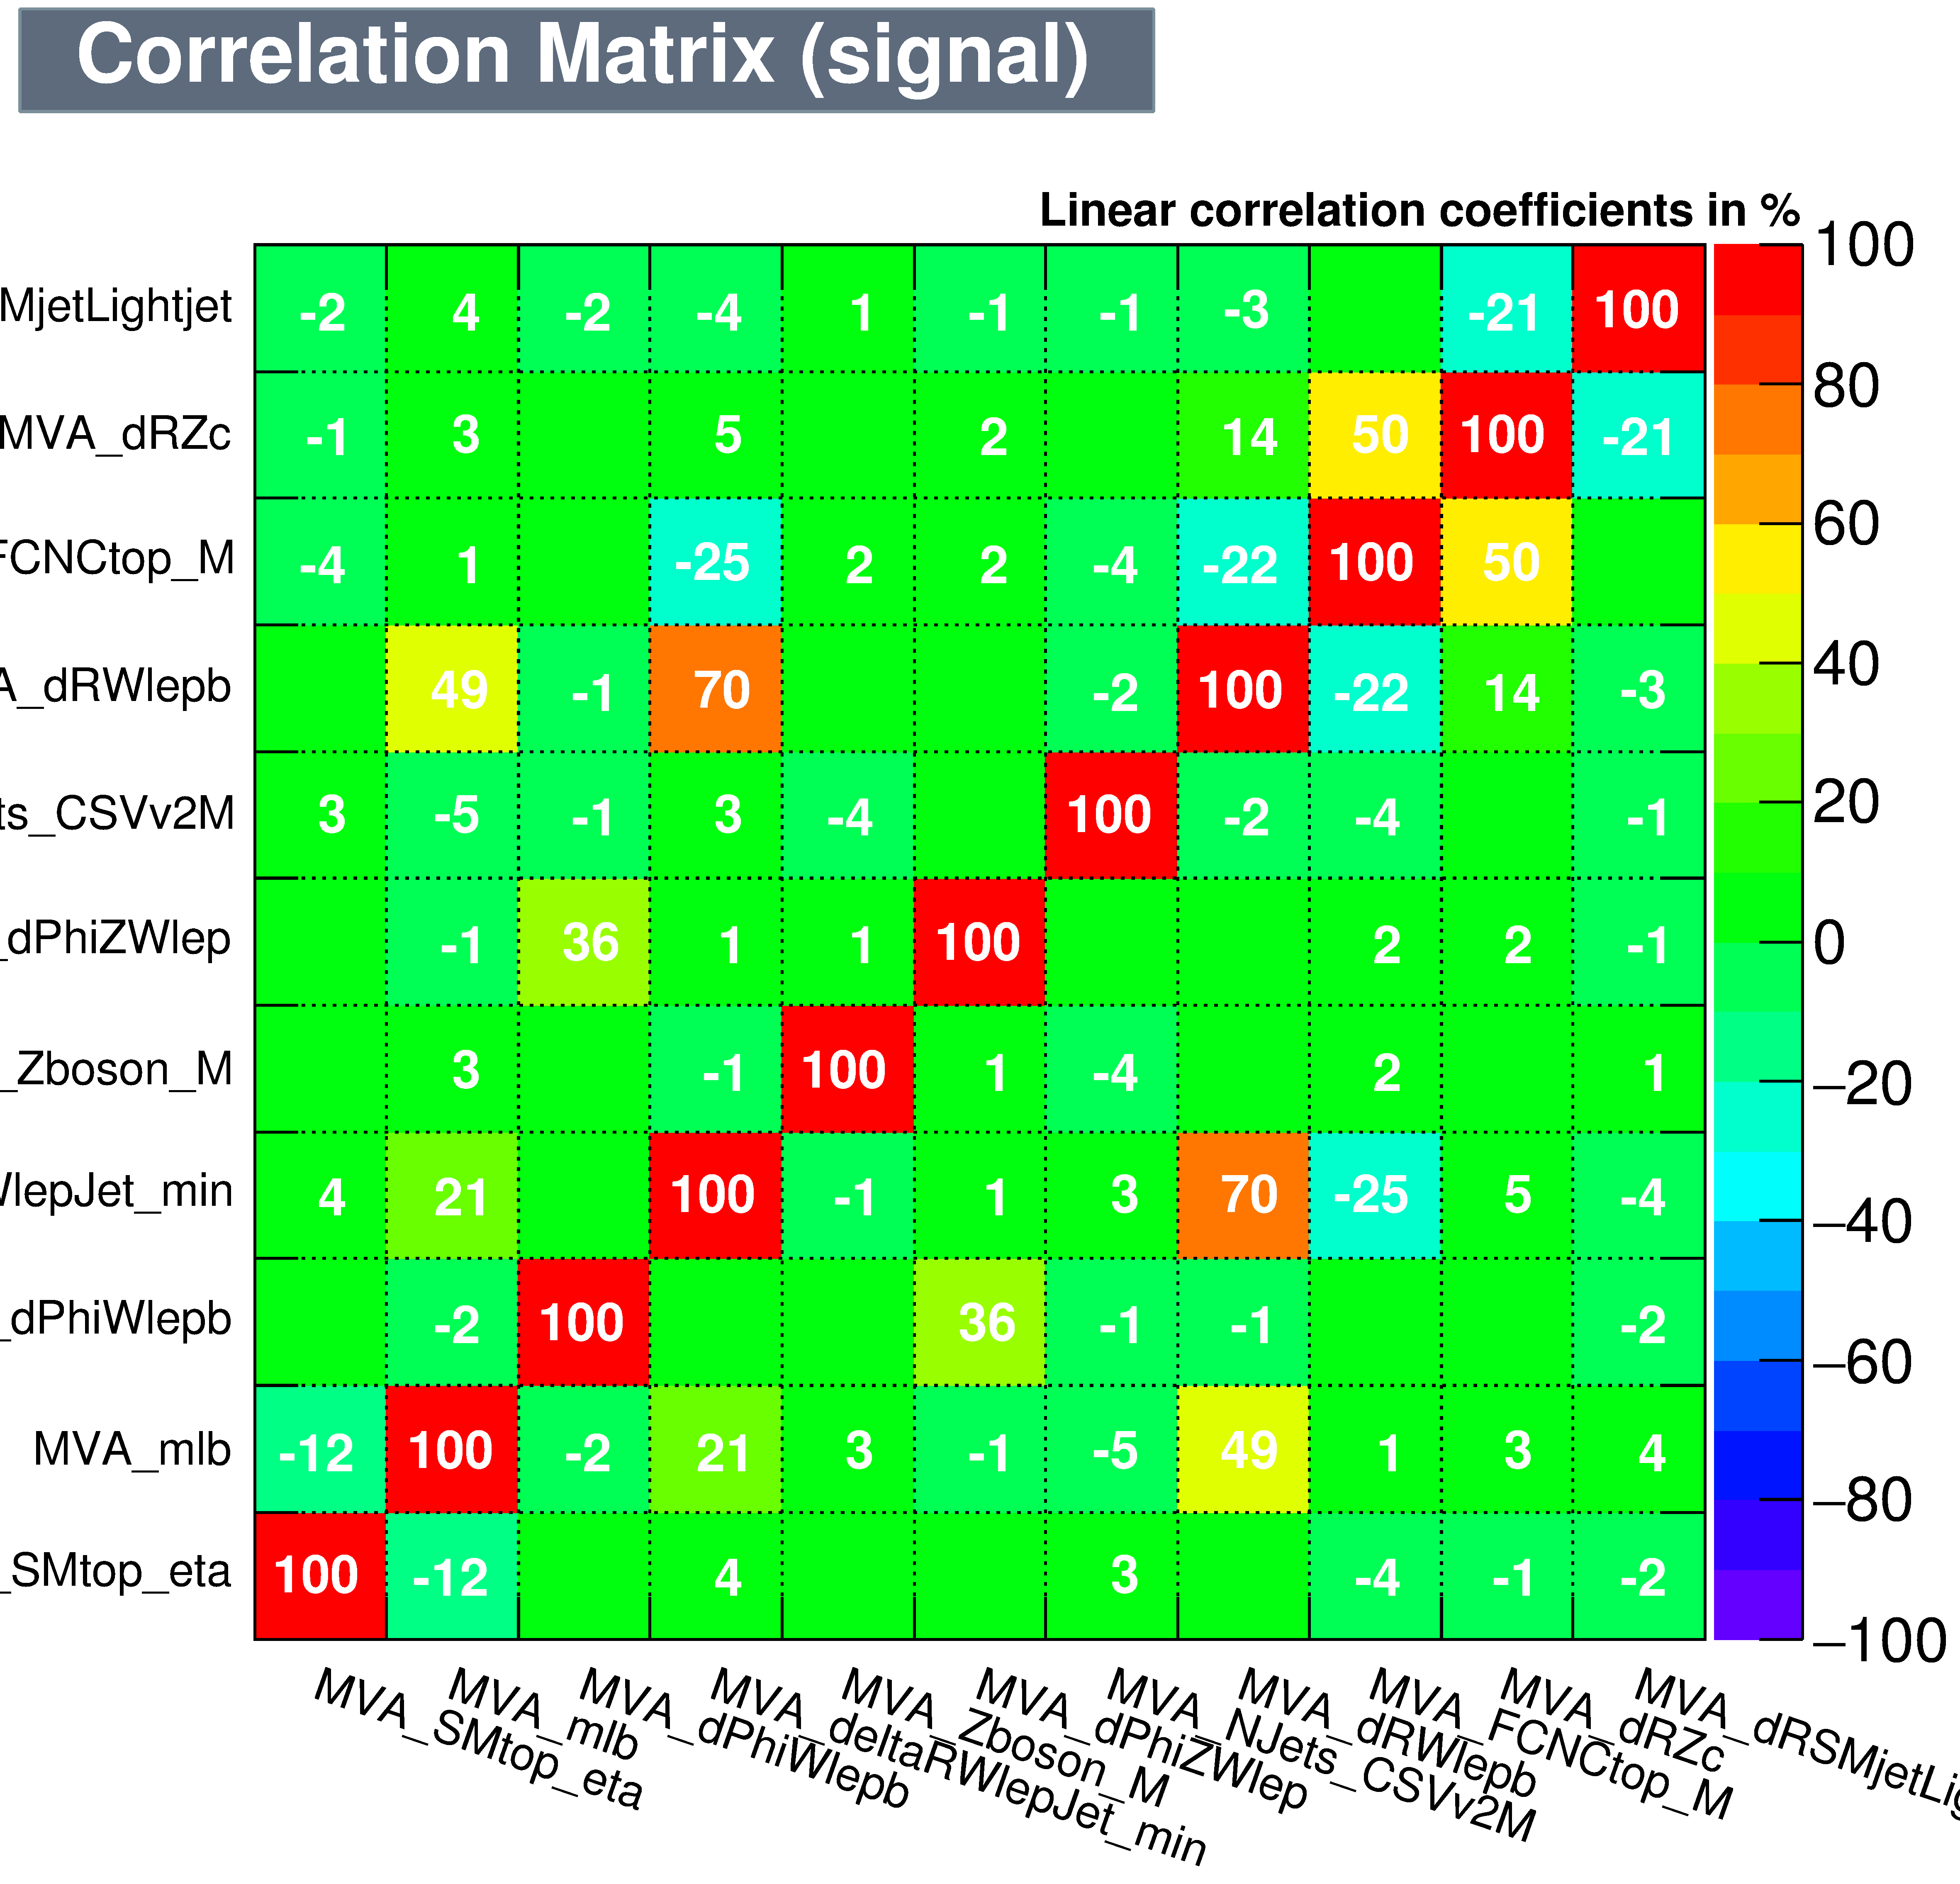 Correlation Matrix (signal)
Linear correlation coefficients in %
100
MjetLightjet -2 4 -2 -4 1 -1 -1 -3 -21 100
80
MVA_dRZc -1 3 5 2 14 50 100 -21
60
FCNCtop_M -4 1 -25 2 2 -4 -22 100 50
A_dRWlepb 49 -1 70 -2 100 -22 14 -3
40
ts_CSVv2M 3 -5 -1 3 -4 100 -2 -4 -1
20
_dPhiZWlep -1 36 1 1 100 2 2 -1
0
_Zboson_M 3 -1 100 1 -4 2 1
–20
WlepJet_min 4 21 100 -1 1 3 70 -25 5 -4
–40
_dPhiWlepb -2 100 36 -1 -1 -2
–60
MVA_mlb -12 100 -2 21 3 -1 -5 49 1 3 4
–80
_SMtop_eta 100 -12 4 3 -4 -1 -2
–100
MVA_SMtop_eta
MVA_mlb
MVA_dPhiWlepb
MVA_deltaRWlepJet_min
MVA_Zboson_M
MVA_dPhiZWlep
MVA_NJets_CSVv2M
MVA_dRWlepb
MVA_FCNCtop_M
MVA_dRZc
MVA_dRSMjetLig